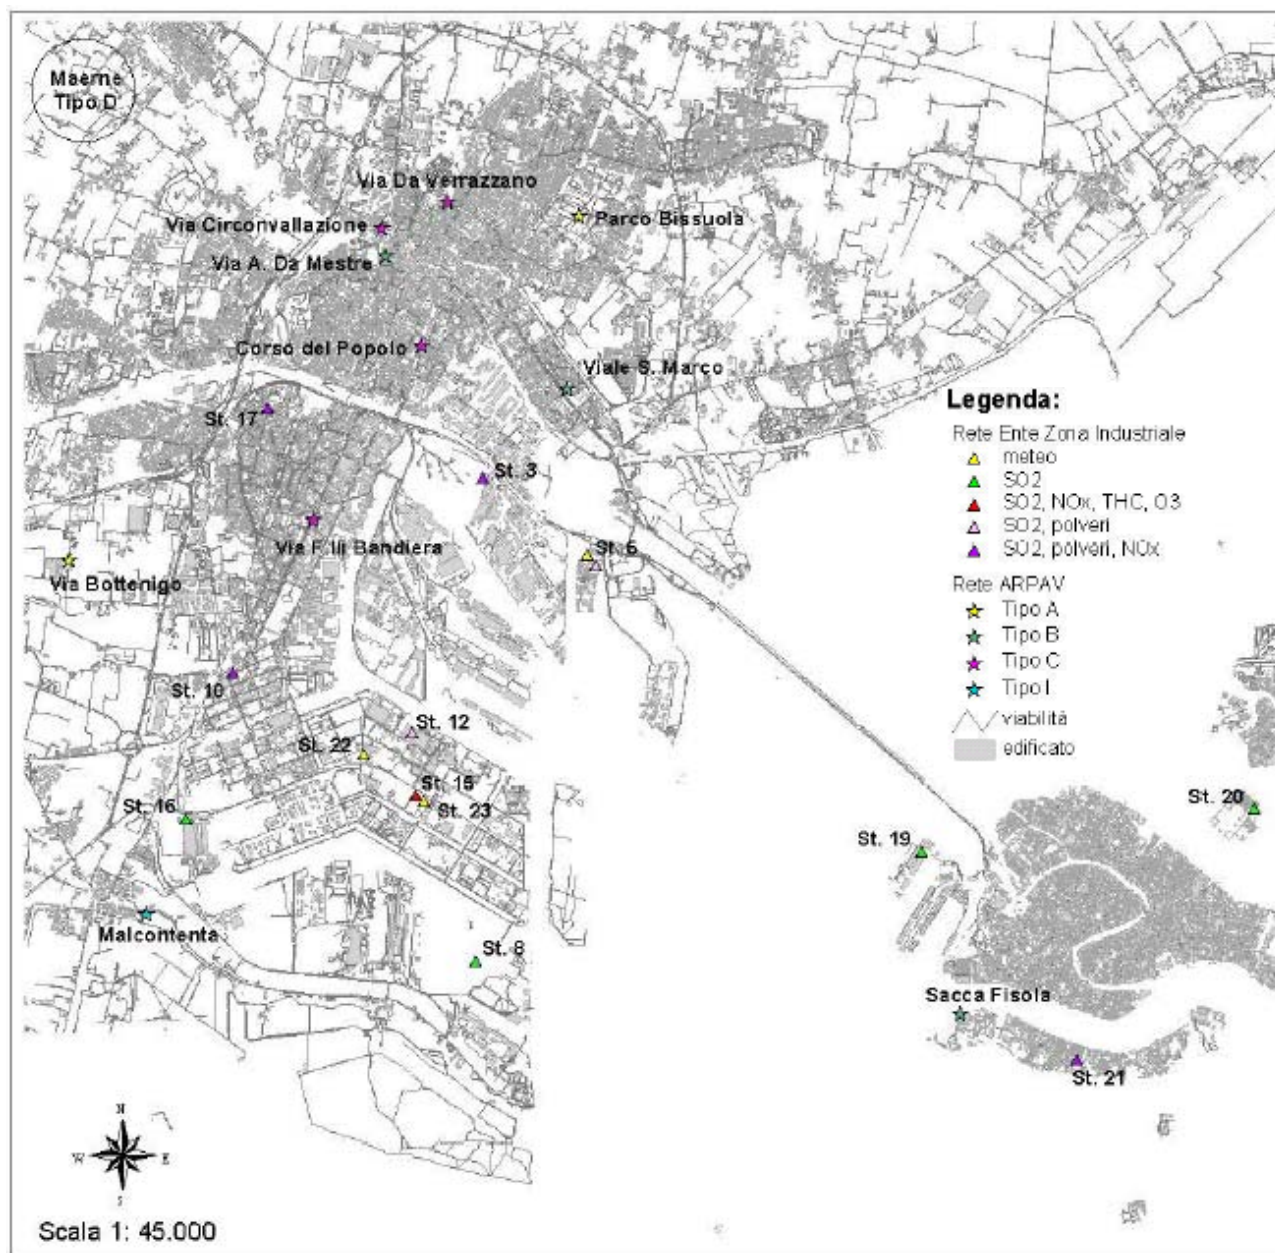 Maerne
Tipo D
Via Da Verrazzano
Via Circonvallazione
Parco Bissuola
Via A. Da Mestre
Corso del Popolo
Viale S. Marco
St. 17
St. 3
Via F.lli Bandiera
St. 6
Via Bottenigo
St. 10
St. 12
St. 22
St. 15
St. 23
St. 16
St. 20
St. 19
Malcontenta
St. 8
Sacca Fisola
St. 21
Legenda:
Rete Ente Zona Industriale
meteo
SO2
SO2, NOx, THC, O3
SO2, polveri
SO2, polveri, NOx
Rete ARPAV
Tipo A
Tipo B
Tipo C
Tipo I
viabilità
edificato
N
W E
S
Scala 1: 45.000